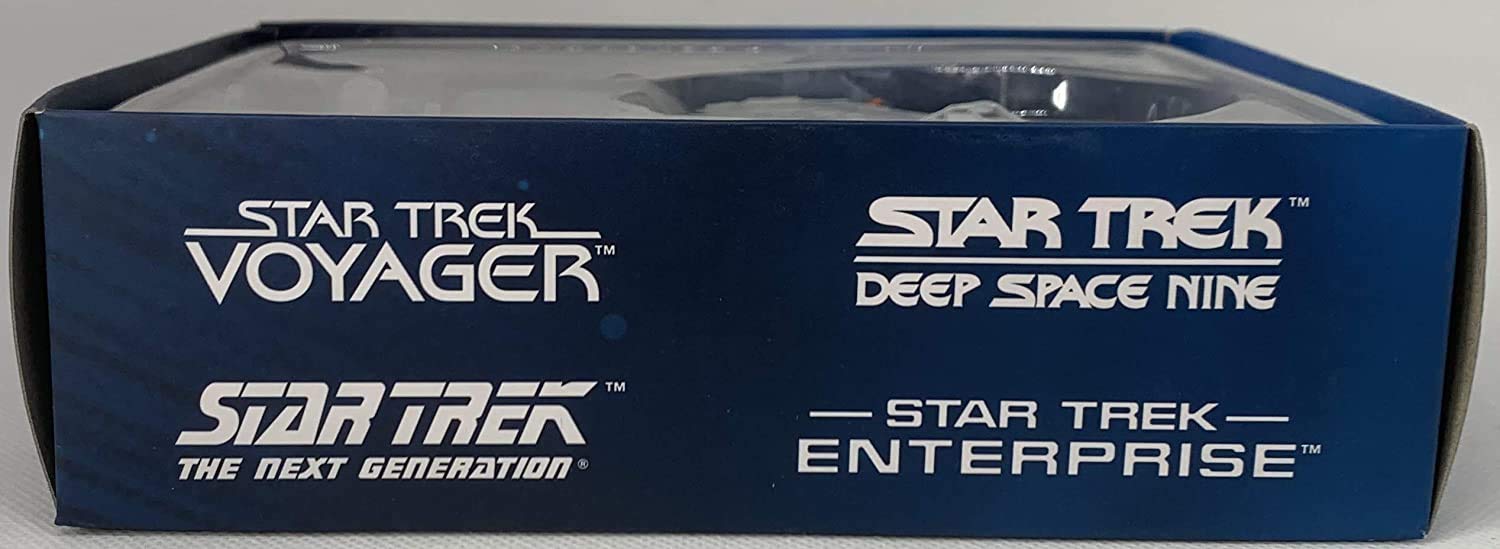 STAR TREK
VOYAGER™
STAR TREK™
DEEP SPACE NINE
STAR TREK™
THE NEXT GENERATION®
STAR TREK
ENTERPRISE™